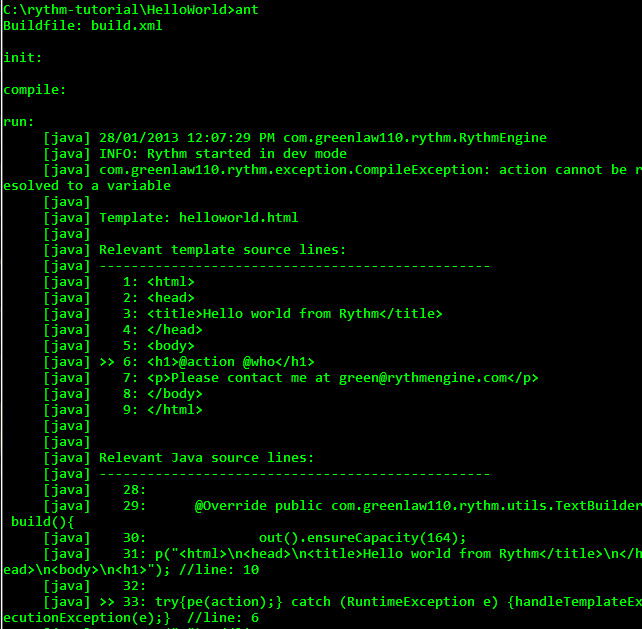 C:\rythm-tutorial\HelloWorld>ant
Buildfile: build.xml
init:
compile:
run:
[java] 28/01/2013 12:07:29 PM com.greenlaw110.rythm.RythmEngine
[java] INFO: Rythm started in dev mode
[java] com.greenlaw110.rythm.exception.CompileException: action cannot be r
esolved to a variable
[java]
[java] Template: helloworld.html
[java]
[java] Relevant template source lines:
[java] -------------------------------------------------
[java]    1: <html>
[java]    2: <head>
[java]    3: <title>Hello world from Rythm</title>
[java]    4: </head>
[java]    5: <body>
[java] >> 6: <h1>@action @who</h1>
[java]    7: <p>Please contact me at green@rythmengine.com</p>
[java]    8: </body>
[java]    9: </html>
[java]
[java]
[java] Relevant Java source lines:
[java] -------------------------------------------------
[java]    28:
[java]    29:      @Override public com.greenlaw110.rythm.utils.TextBuilder
build(){
[java]    30:              out().ensureCapacity(164);
[java]    31: p("<html>\n<head>\n<title>Hello world from Rythm</title>\n</h
ead>\n<body>\n<h1>"); //line: 10
[java]    32:
[java] >> 33: try{pe(action);} catch (RuntimeException e) {handleTemplateEx
ecutionException(e);}  //line: 6